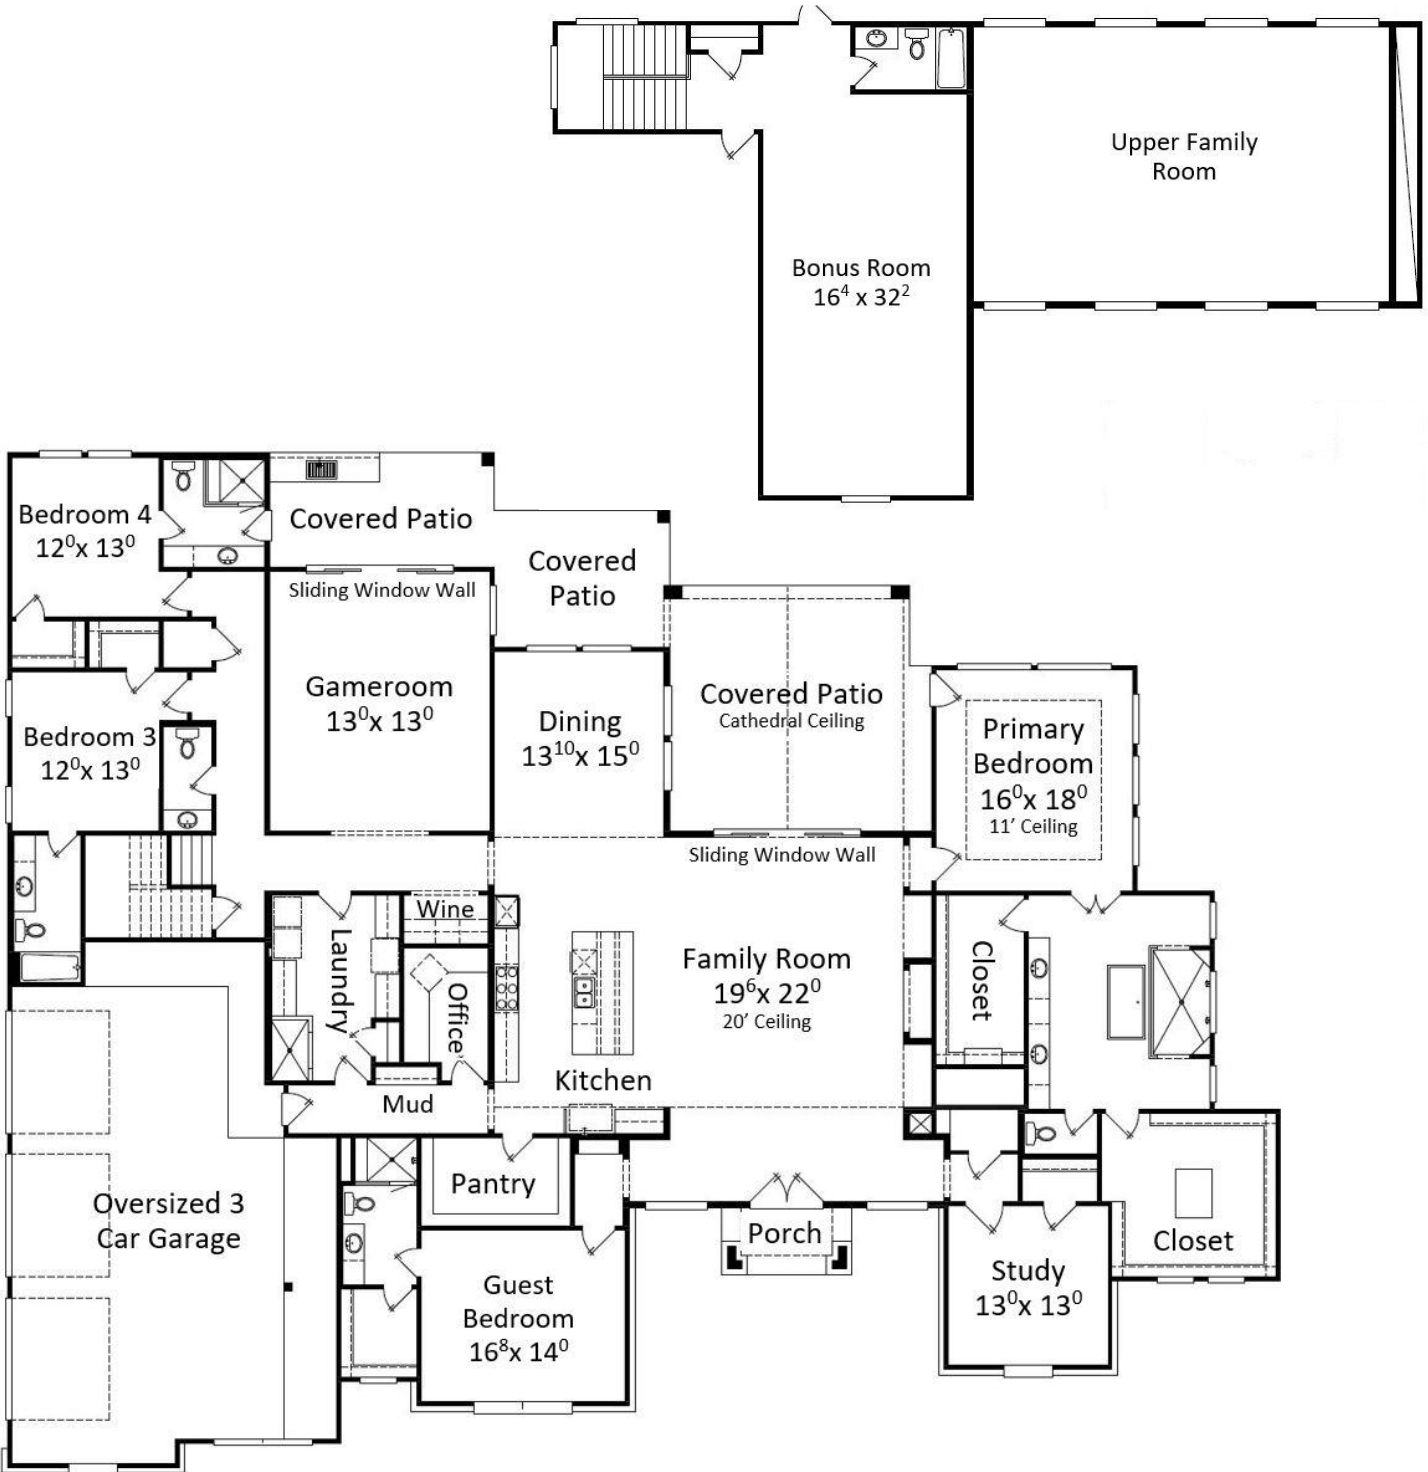 Upper Family
Room
Bonus Room
16⁴ x 32²
Bedroom 4
12⁰x 13⁰
Covered Patio
Sliding Window Wall
Covered
Patio
Gameroom
13⁰x 13⁰
Dining
13¹⁰x 15⁰
Covered Patio
Cathedral Ceiling
Sliding Window Wall
Primary
Bedroom
16⁰x 18⁰
11’ Ceiling
Bedroom 3
12⁰x 13⁰
Laundry
Wine
Office
Kitchen
Family Room
19⁶x 22⁰
20’ Ceiling
Closet
Mud
Pantry
Oversized 3
Car Garage
Guest
Bedroom
16⁸x 14⁰
Porch
Study
13⁰x 13⁰
Closet